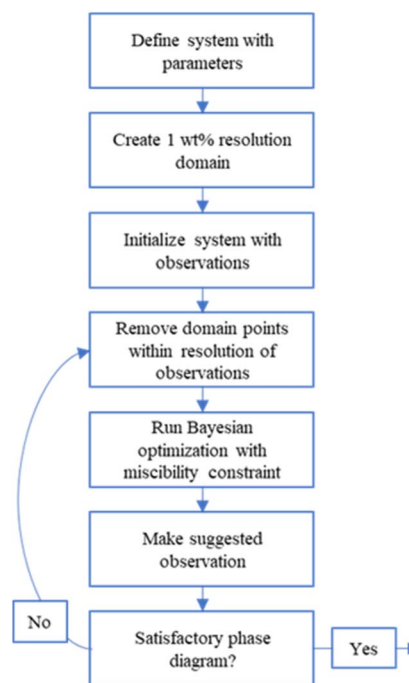 Define system with
parameters
Create 1 wt% resolution
domain
Initialize system with
observations
Remove domain points
within resolution of
observations
Run Bayesian
optimization with
miscibility constraint
Make suggested
observation
No
Satisfactory phase
diagram?
Yes